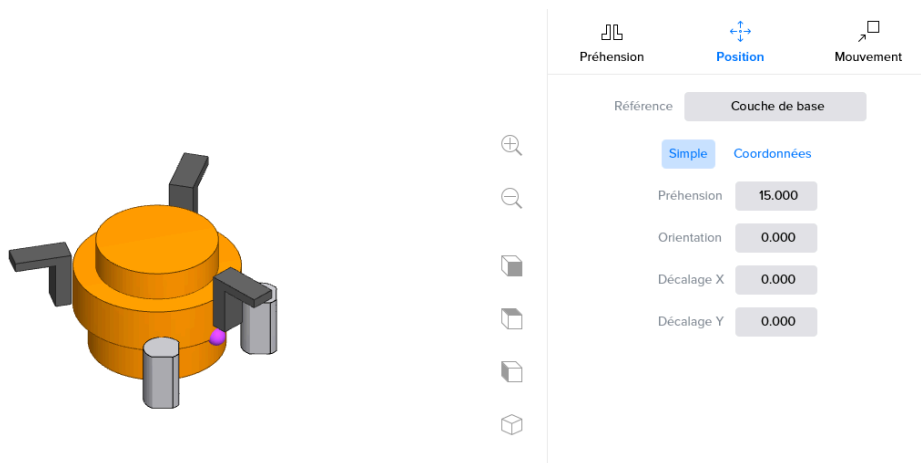 Préhension Position Mouvement
Référence Couche de base
Simple Coordonnées
Préhension 15.000
Orientation 0.000
Décalage X 0.000
Décalage Y 0.000